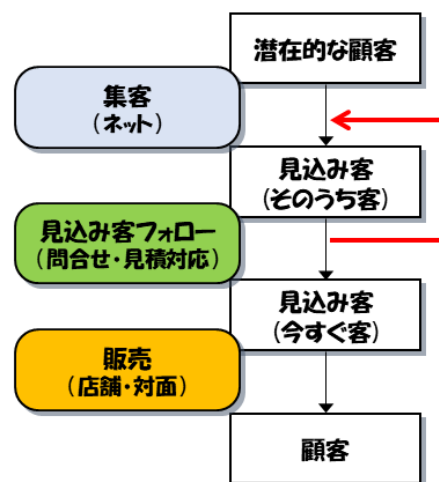 潜在的な顧客
集客
(ネット)
見込み客
(そのうち客)
見込み客フォロー
(問合せ・見積対応)
見込み客
(今すぐ客)
販売
(店舗・対面)
顧客